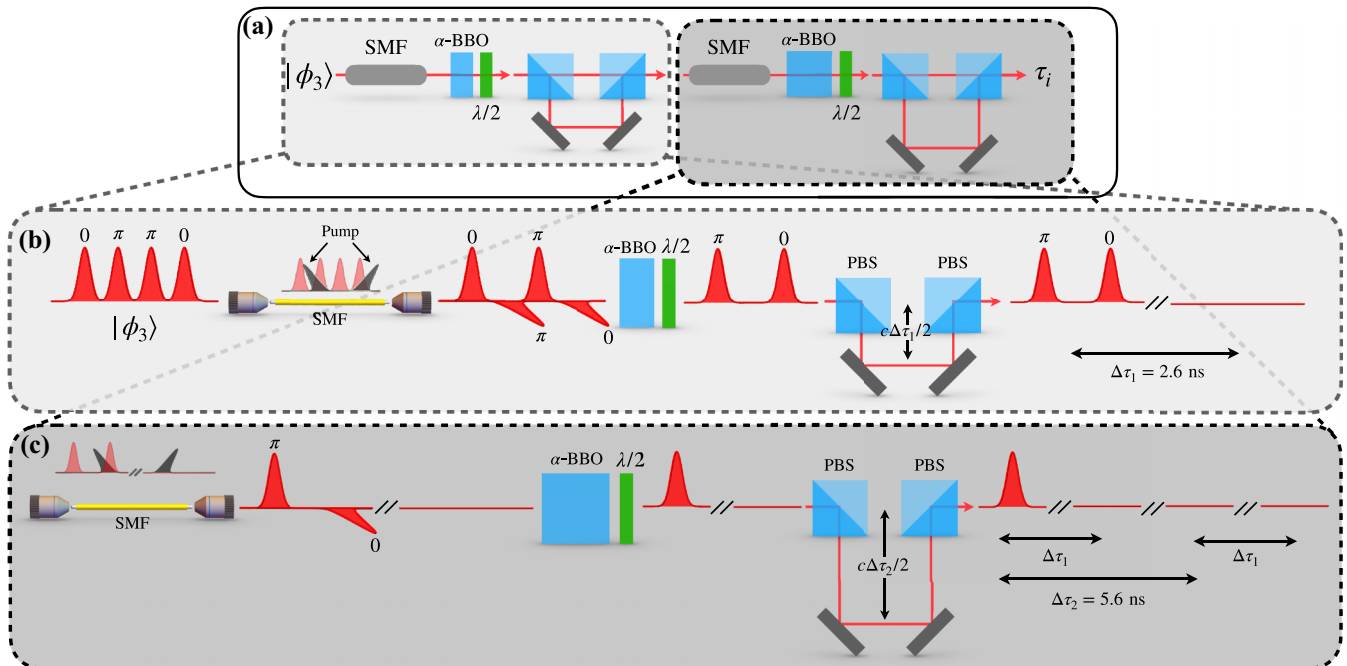 (a)
SMF
α-BBO
SMF
α-BBO
|ϕ₃⟩
τᵢ
λ/2
λ/2
(b)
0 π π 0
Pump
0 π
α-BBO λ/2
π 0
PBS PBS
π 0
SMF
|ϕ₃⟩
π 0
cΔτ₁/2
Δτ₁ = 2.6 ns
(c)
π
α-BBO λ/2
PBS PBS
SMF
0
cΔτ₂/2
Δτ₁
Δτ₁
Δτ₂ = 5.6 ns